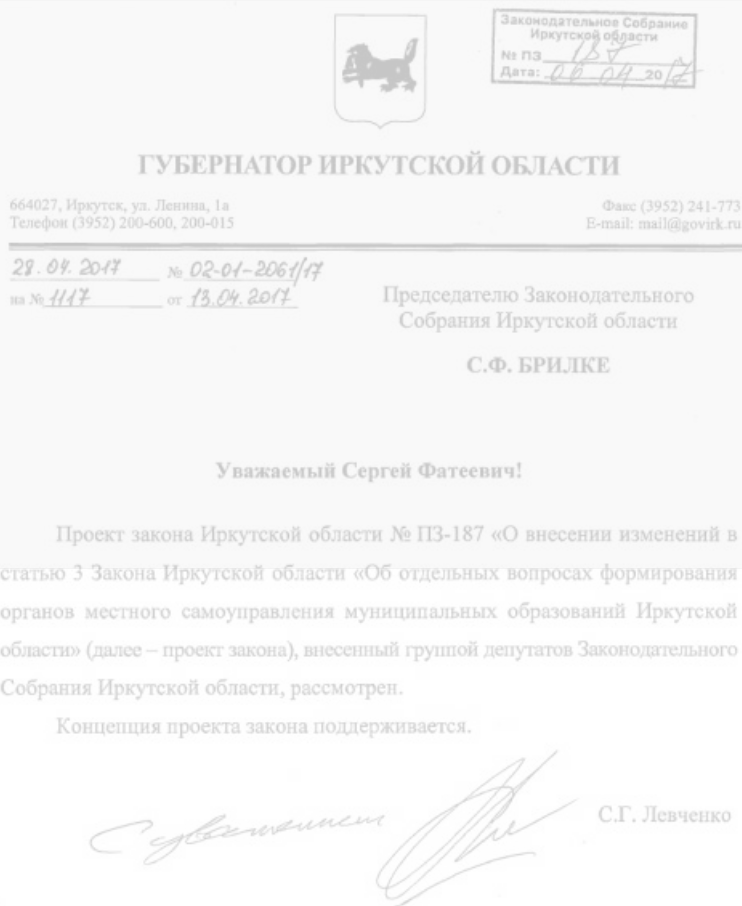 Законодательное Собрание
Иркутской области
№ ПЗ 187
Дата: 06 04 2017
ГУБЕРНАТОР ИРКУТСКОЙ ОБЛАСТИ
664027, Иркутск, ул. Ленина, 1а
Телефон (3952) 200-600, 200-015
Факс (3952) 241-773
E-mail: mail@govirk.ru
28.04.2017 № 02-01-2061/17
на № 1117 от 13.04.2017
Председателю Законодательного
Собрания Иркутской области
С.Ф. БРИЛКЕ
Уважаемый Сергей Фатеевич!
Проект закона Иркутской области № ПЗ-187 «О внесении изменений в
статью 3 Закона Иркутской области «Об отдельных вопросах формирования
органов местного самоуправления муниципальных образований Иркутской
области» (далее – проект закона), внесенный группой депутатов Законодательного
Собрания Иркутской области, рассмотрен.
Концепция проекта закона поддерживается.
С уважением
С.Г. Левченко